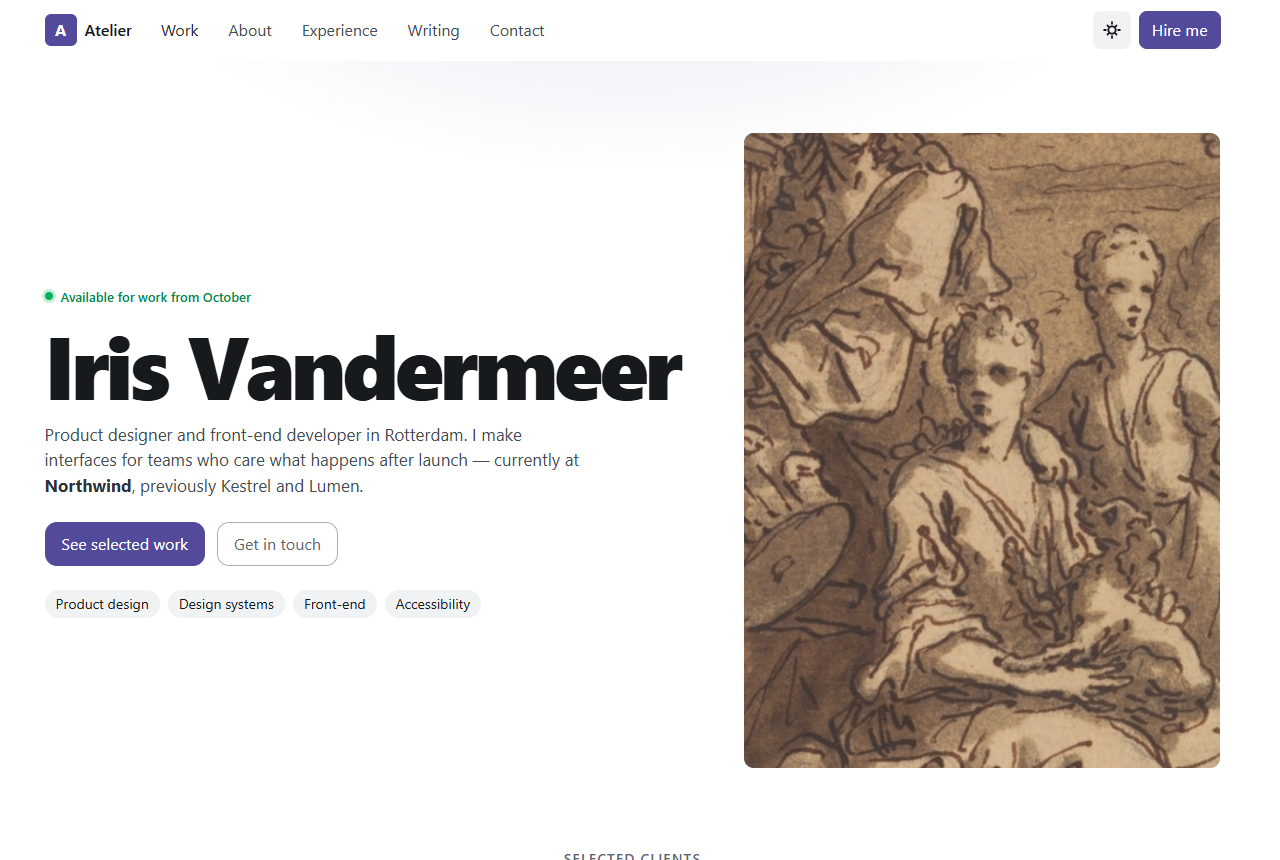 A Atelier Work About Experience Writing Contact Hire me
Available for work from October
Iris Vandermeer
Product designer and front-end developer in Rotterdam. I make
interfaces for teams who care what happens after launch — currently at
Northwind, previously Kestrel and Lumen.
See selected work Get in touch
Product design Design systems Front-end Accessibility
SELECTED CLIENTS